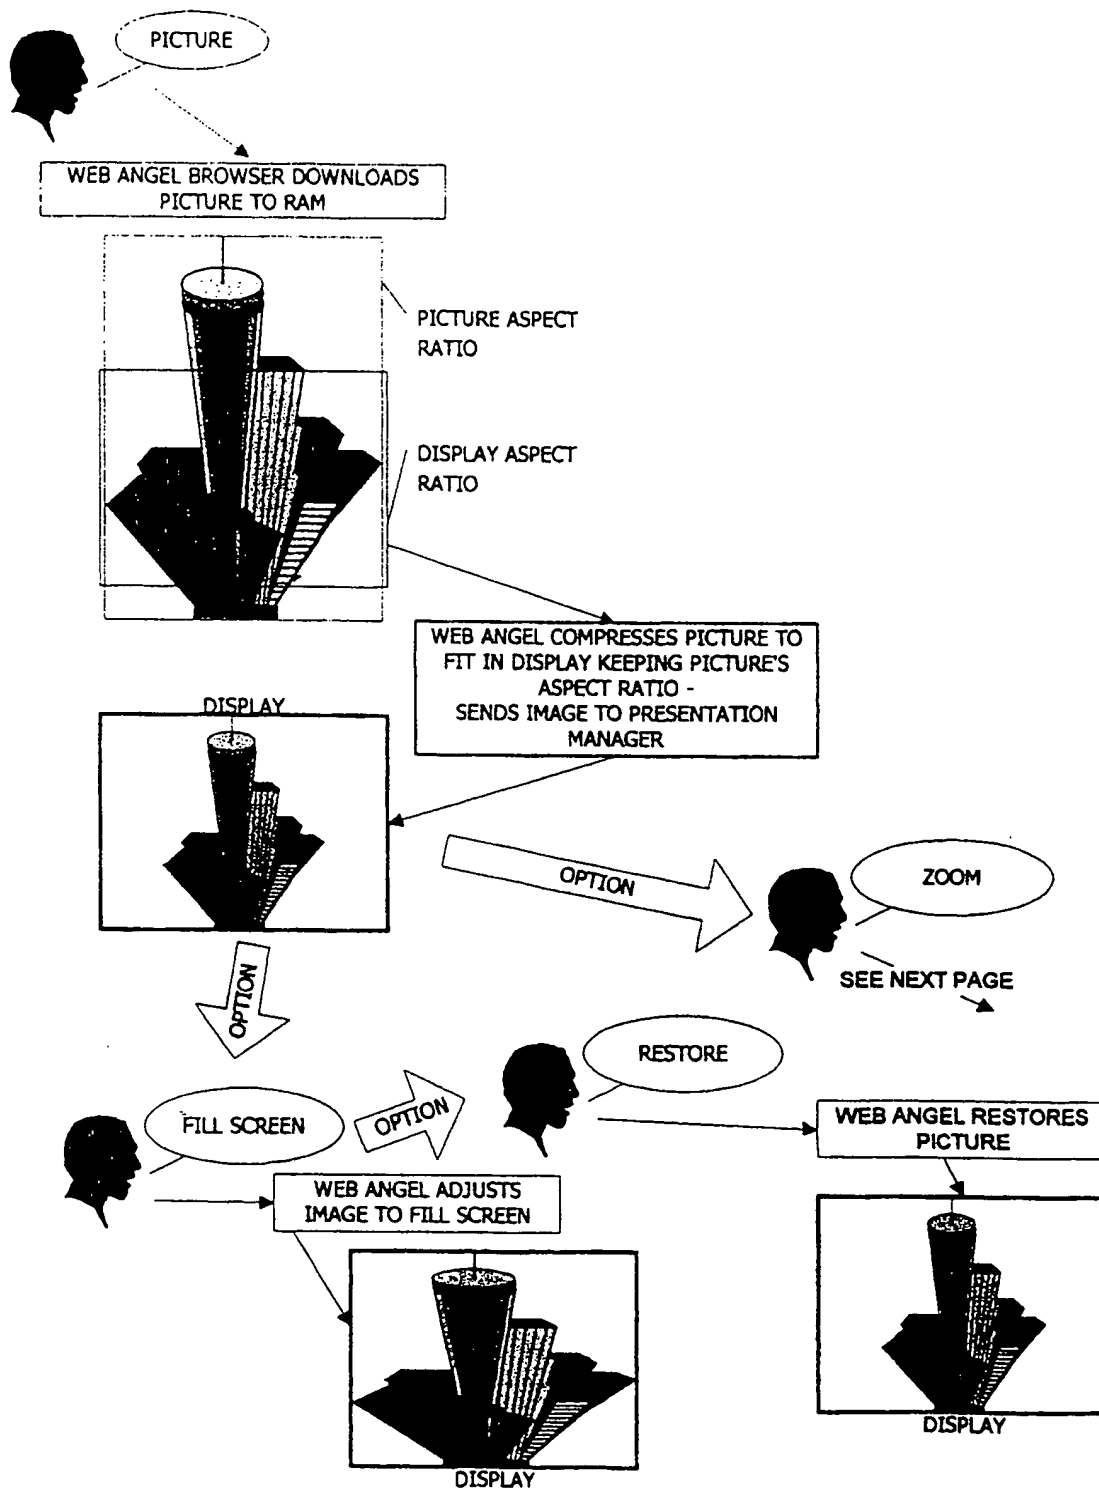 PICTURE
WEB ANGEL BROWSER DOWNLOADS
PICTURE TO RAM
PICTURE ASPECT
RATIO
DISPLAY ASPECT
RATIO
WEB ANGEL COMPRESSES PICTURE TO
FIT IN DISPLAY KEEPING PICTURE'S
ASPECT RATIO -
SENDS IMAGE TO PRESENTATION
MANAGER
DISPLAY
OPTION
ZOOM
SEE NEXT PAGE
OPTION
FILL SCREEN
OPTION
RESTORE
WEB ANGEL RESTORES
PICTURE
WEB ANGEL ADJUSTS
IMAGE TO FILL SCREEN
DISPLAY
DISPLAY